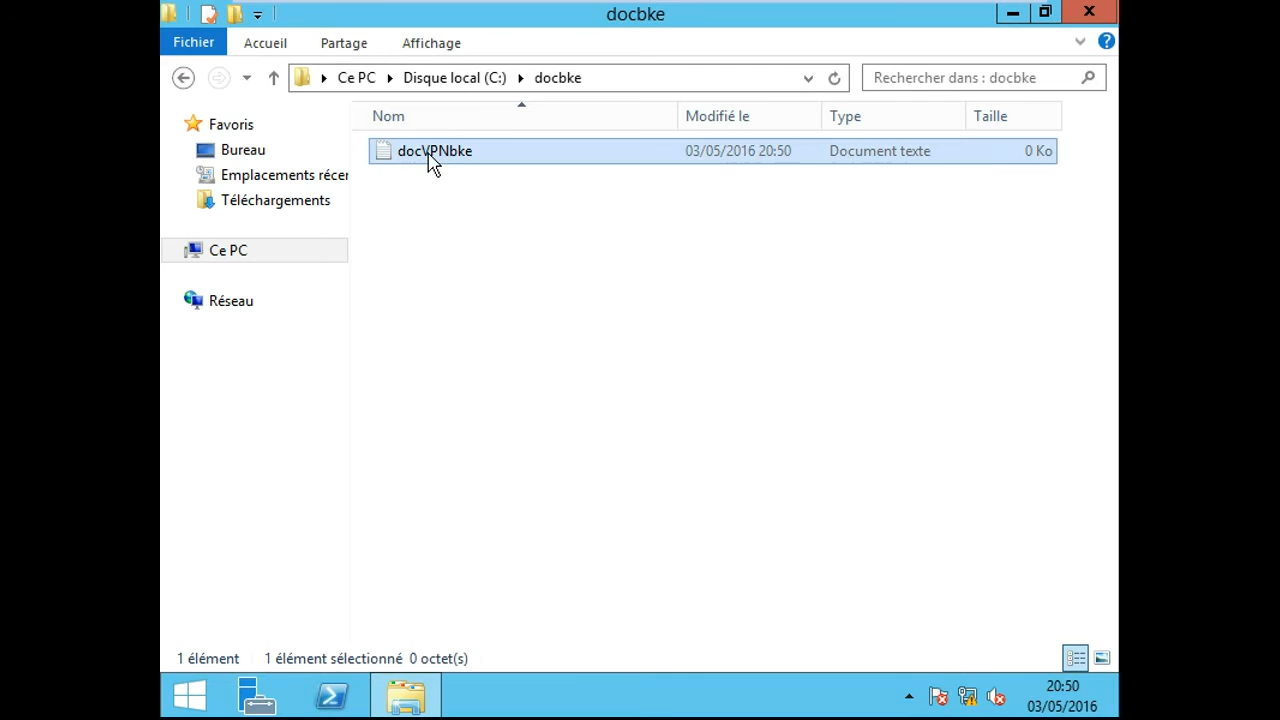 docbke
Fichier Accueil Partage Affichage
Ce PC Disque local (C:) docbke
Rechercher dans : docbke
Nom Modifié le Type Taille
docVPNbke 03/05/2016 20:50 Document texte 0 Ko
Favoris
Bureau
Emplacements récer
Téléchargements
Ce PC
Réseau
1 élément 1 élément sélectionné 0 octet(s)
20:50
03/05/2016